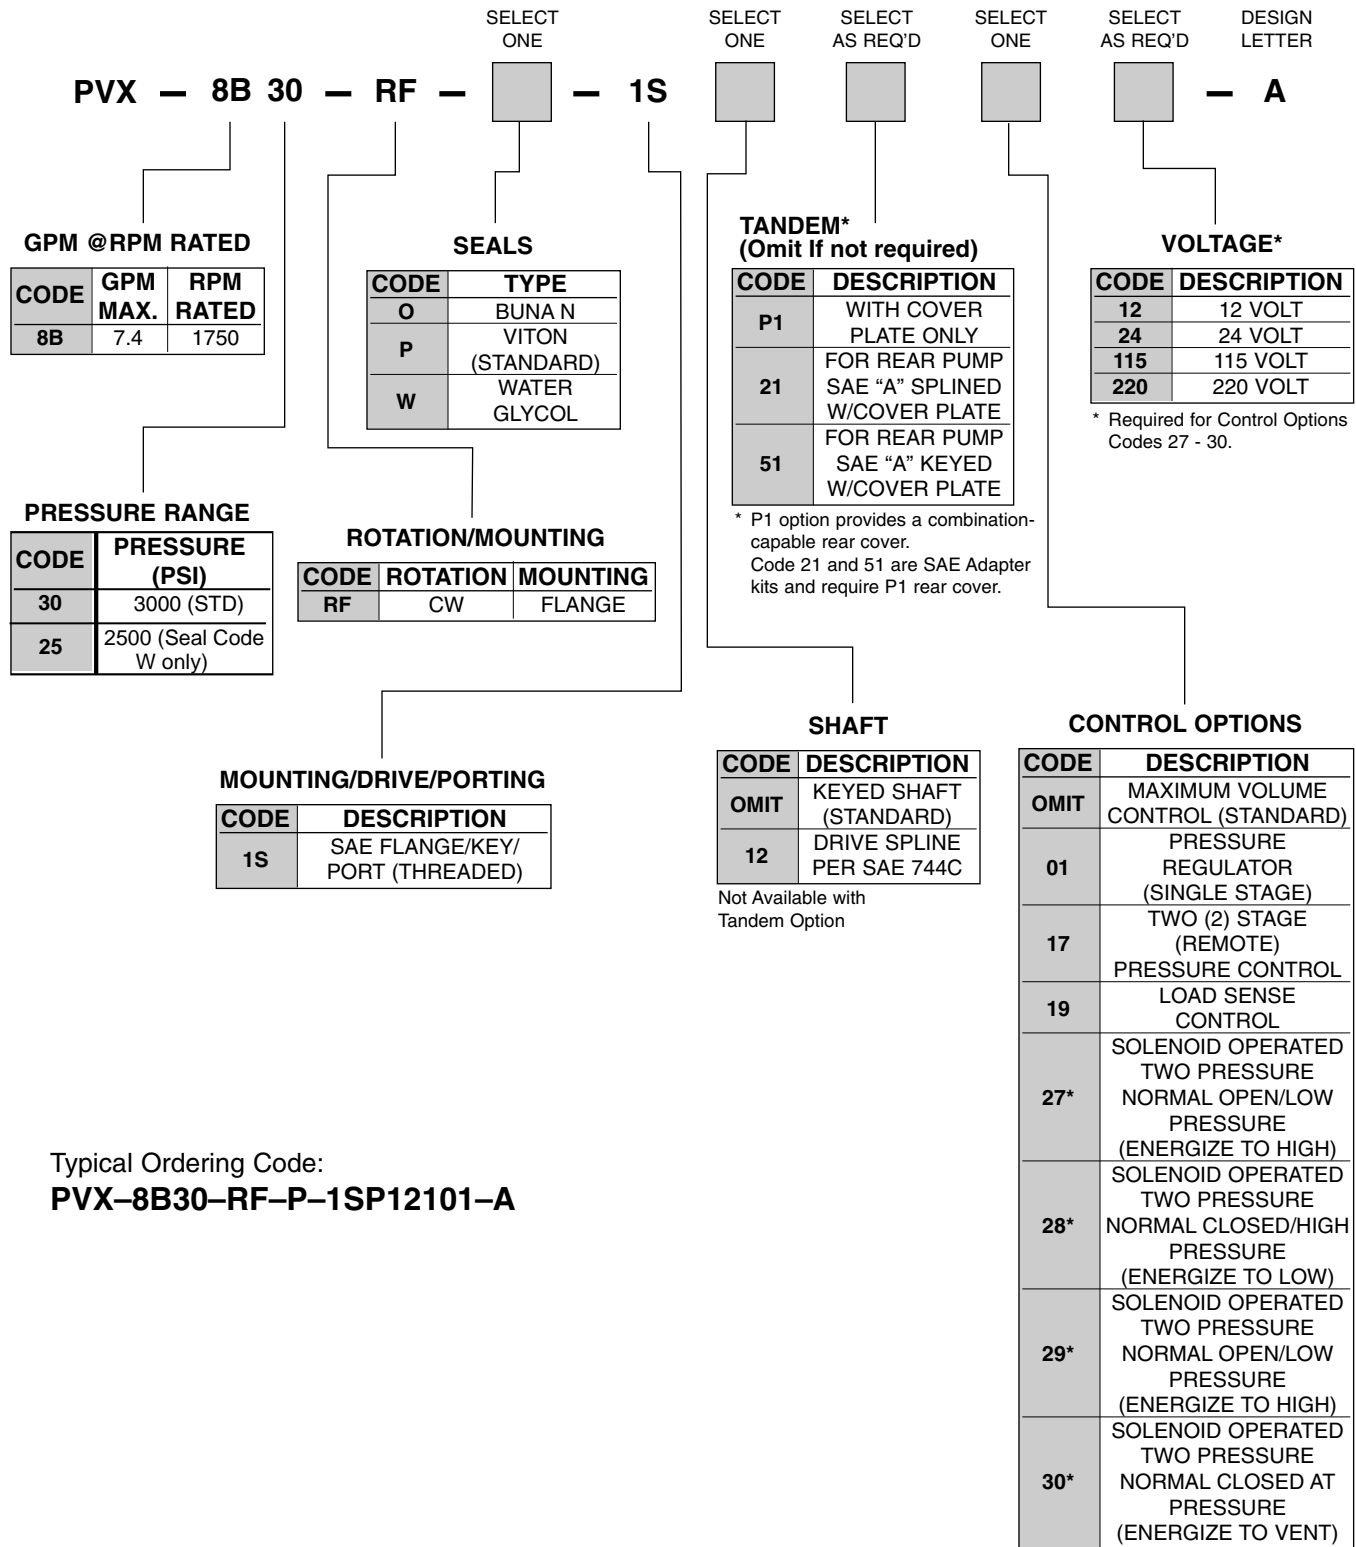 SELECT
ONE
SELECT
ONE
SELECT
AS REQ'D
SELECT
ONE
SELECT
AS REQ'D
DESIGN
LETTER
PVX — 8B 30 — RF — — 1S — A
GPM @RPM RATED
CODE GPM MAX. RPM RATED
8B 7.4 1750
SEALS
CODE TYPE
O BUNA N
P VITON
(STANDARD)
W WATER
GLYCOL
TANDEM*
(Omit If not required)
CODE DESCRIPTION
P1 WITH COVER
PLATE ONLY
21 FOR REAR PUMP
SAE “A” SPLINED
W/COVER PLATE
51 FOR REAR PUMP
SAE “A” KEYED
W/COVER PLATE
* P1 option provides a combination-
capable rear cover.
Code 21 and 51 are SAE Adapter
kits and require P1 rear cover.
VOLTAGE*
CODE DESCRIPTION
12 12 VOLT
24 24 VOLT
115 115 VOLT
220 220 VOLT
* Required for Control Options
Codes 27 - 30.
PRESSURE RANGE
CODE PRESSURE
(PSI)
30 3000 (STD)
25 2500 (Seal Code
W only)
ROTATION/MOUNTING
CODE ROTATION MOUNTING
RF CW FLANGE
MOUNTING/DRIVE/PORTING
CODE DESCRIPTION
1S SAE FLANGE/KEY/
PORT (THREADED)
SHAFT
CODE DESCRIPTION
OMIT KEYED SHAFT
(STANDARD)
12 DRIVE SPLINE
PER SAE 744C
Not Available with
Tandem Option
CONTROL OPTIONS
CODE DESCRIPTION
OMIT MAXIMUM VOLUME
CONTROL (STANDARD)
01 PRESSURE
REGULATOR
(SINGLE STAGE)
17 TWO (2) STAGE
(REMOTE)
PRESSURE CONTROL
19 LOAD SENSE
CONTROL
27* SOLENOID OPERATED
TWO PRESSURE
NORMAL OPEN/LOW
PRESSURE
(ENERGIZE TO HIGH)
28* SOLENOID OPERATED
TWO PRESSURE
NORMAL CLOSED/HIGH
PRESSURE
(ENERGIZE TO LOW)
29* SOLENOID OPERATED
TWO PRESSURE
NORMAL OPEN/LOW
PRESSURE
(ENERGIZE TO HIGH)
30* SOLENOID OPERATED
TWO PRESSURE
NORMAL CLOSED AT
PRESSURE
(ENERGIZE TO VENT)
Typical Ordering Code:
PVX–8B30–RF–P–1SP12101–A